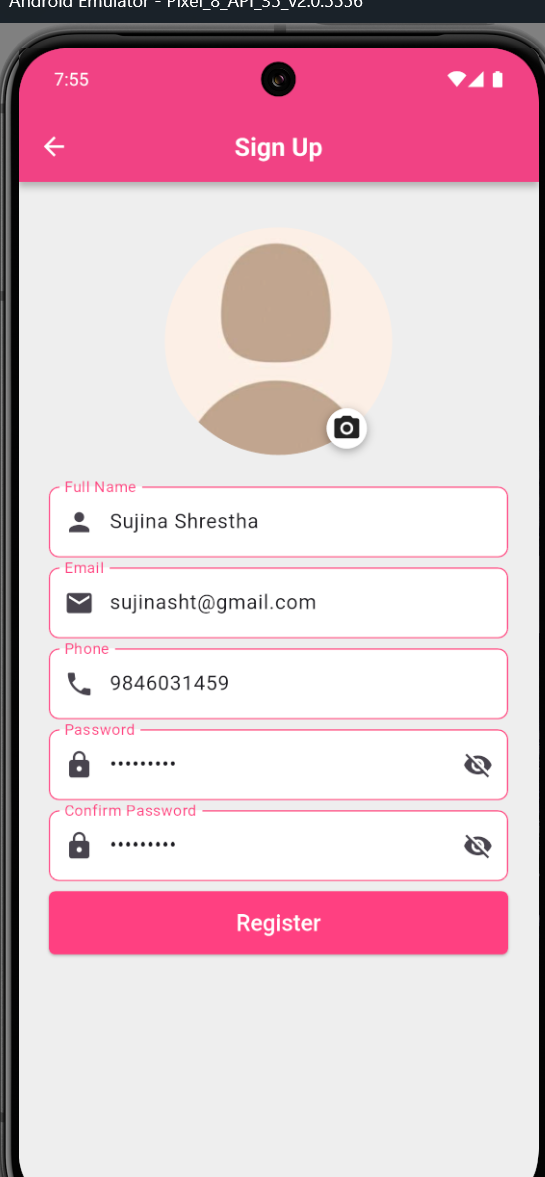 Android Emulator - Pixel_8_API_35_v2.0:5556
7:55
Sign Up
Full Name
Sujina Shrestha
Email
sujinasht@gmail.com
Phone
9846031459
Password
•••••••••
Confirm Password
•••••••••
Register